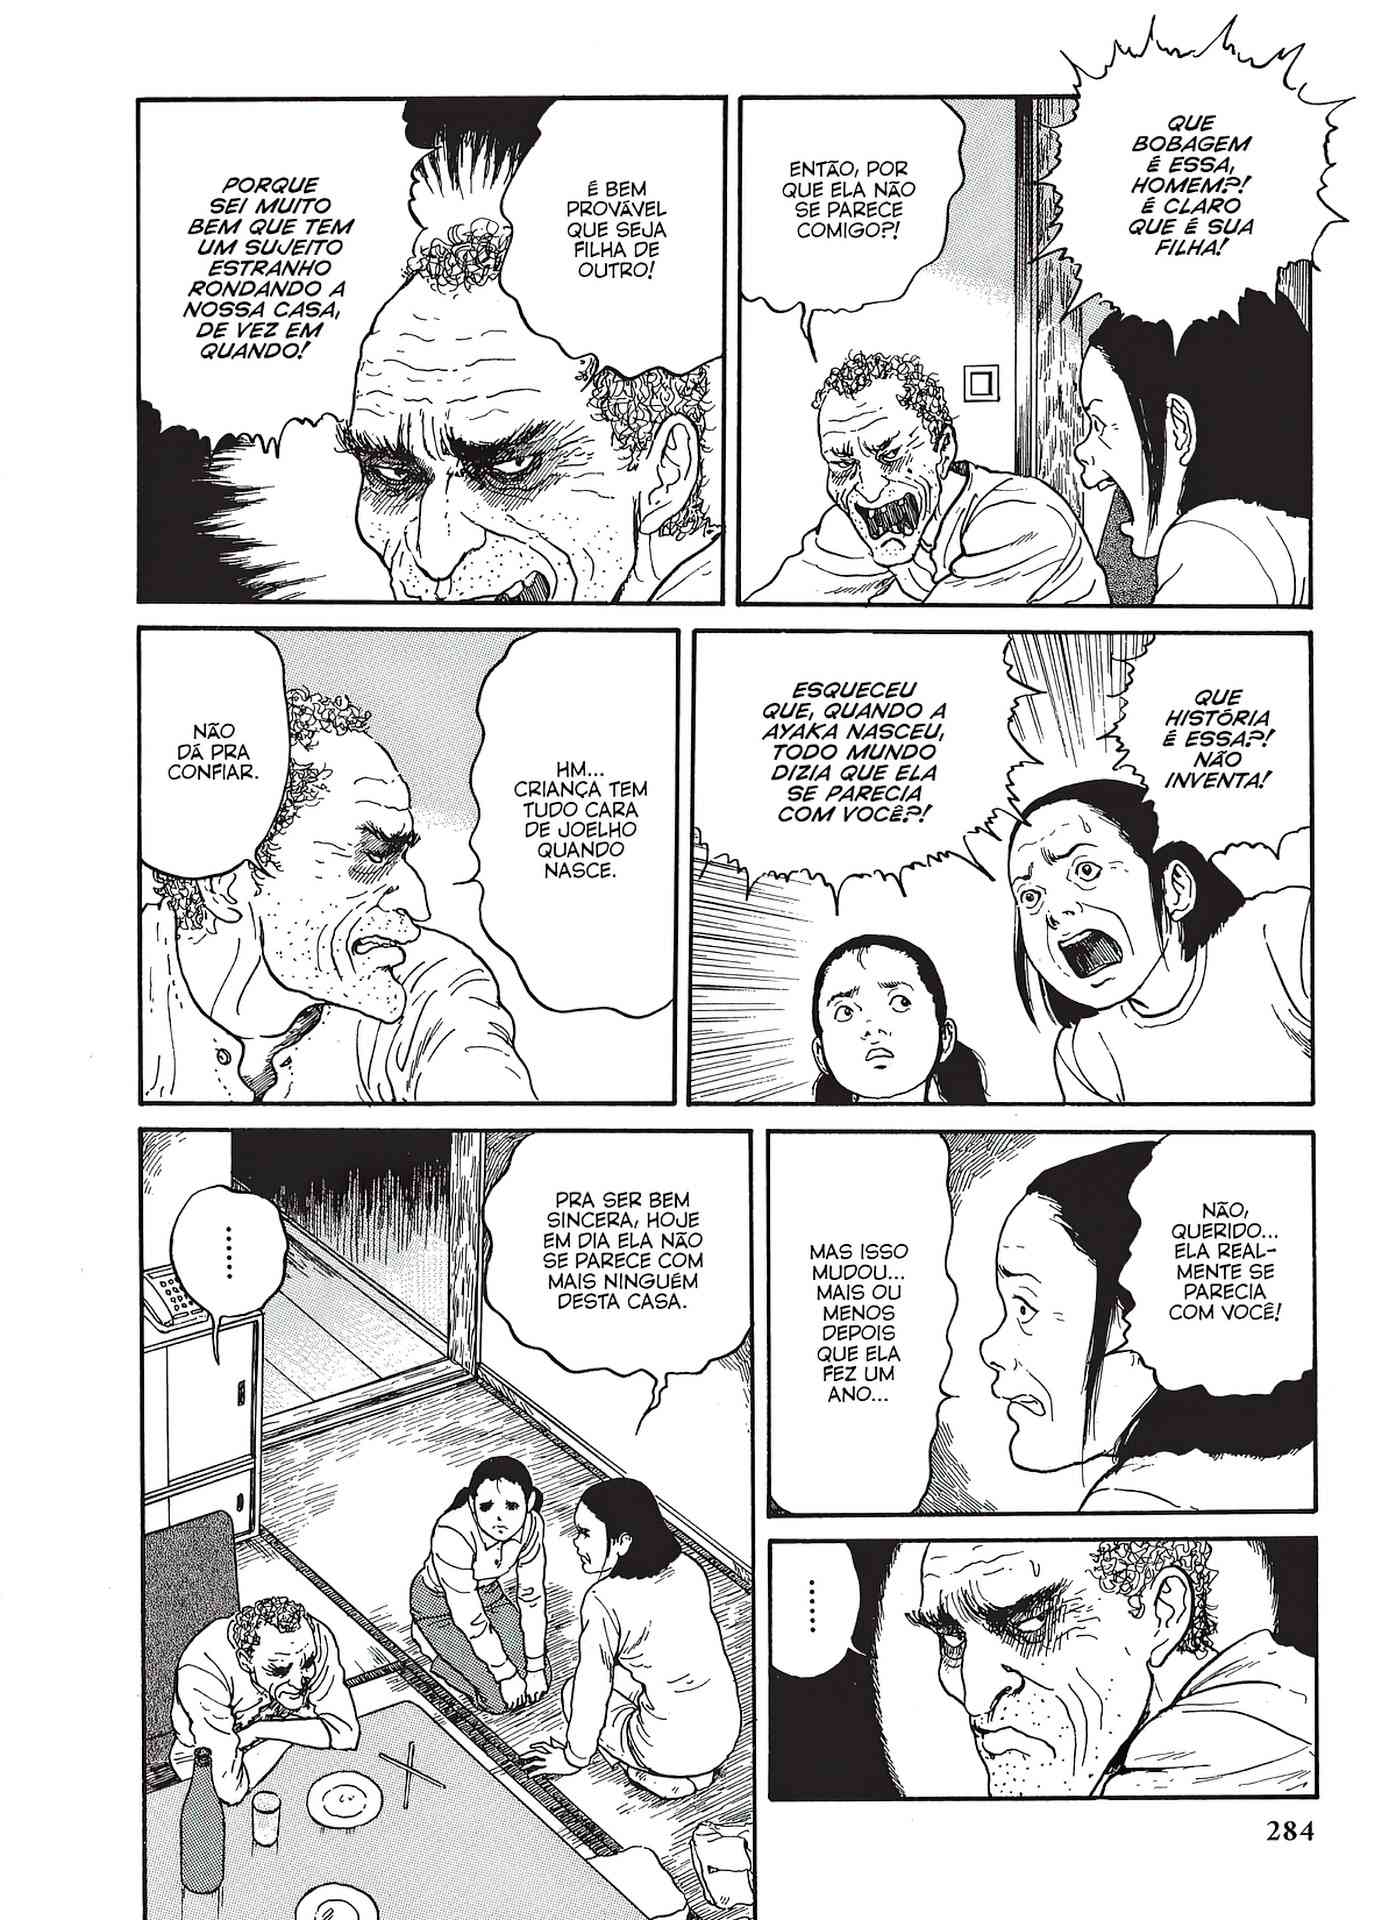 QUE
BOBAGEM
É ESSA,
HOMEM?!
É CLARO
QUE É SUA
FILHA!
ENTÃO, POR
QUE ELA NÃO
SE PARECE
COMIGO?!
É BEM
PROVÁVEL
QUE SEJA
FILHA DE
OUTRO!
PORQUE
SEI MUITO
BEM QUE TEM
UM SUJEITO
ESTRANHO
RONDANDO A
NOSSA CASA,
DE VEZ EM
QUANDO!
QUE
HISTÓRIA
É ESSA?!
NÃO
INVENTA!
ESQUECEU
QUE, QUANDO A
AYAKA NASCEU,
TODO MUNDO
DIZIA QUE ELA
SE PARECIA
COM VOCÊ?!
HM...
CRIANÇA TEM
TUDO CARA
DE JOELHO
QUANDO
NASCE.
NÃO
DÁ PRA
CONFIAR.
NÃO,
QUERIDO...
ELA REAL-
MENTE SE
PARECIA
COM VOCÊ!
MAS ISSO
MUDOU...
MAIS OU
MENOS
DEPOIS
QUE ELA
FEZ UM
ANO...
......
PRA SER BEM
SINCERA, HOJE
EM DIA ELA NÃO
SE PARECE COM
MAIS NINGUÉM
DESTA CASA.
......
284